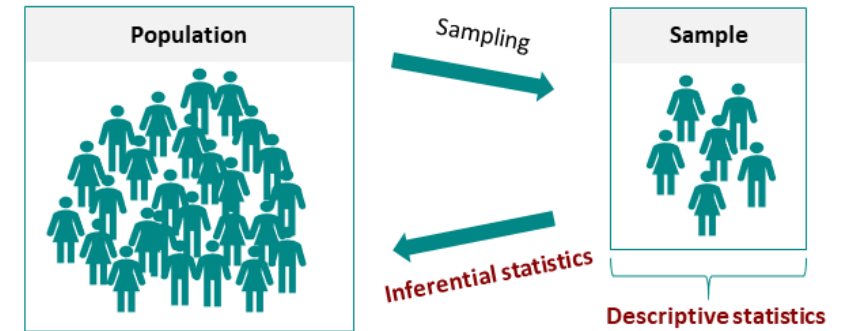 Population
Sampling
Sample
Inferential statistics
Descriptive statistics